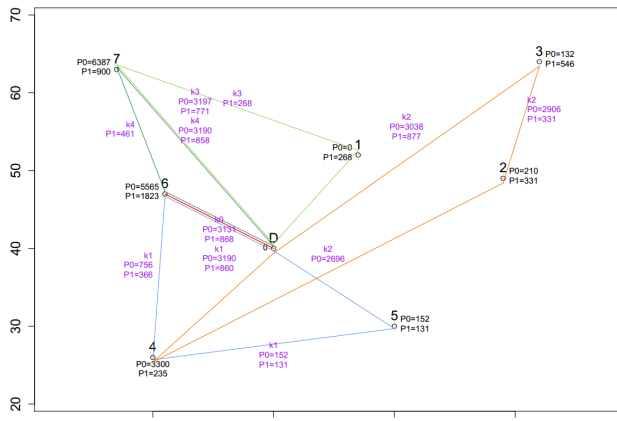 70
60
50
40
30
20
7
P0=6387
P1=900
3
P0=132
P1=546
k3
P0=3197
P1=771
k4
P0=3190
P1=858
k3
P1=268
k2
P0=3038
P1=877
k2
P0=2906
P1=331
k4
P1=461
1
P0=0
P1=268
2
P0=210
P1=331
6
P0=5565
P1=1823
k0
P0=3131
P1=868
D
0
k1
P0=3190
P1=860
k2
P0=2696
k1
P0=756
P1=366
5
P0=152
P1=131
4
P0=3300
P1=235
k1
P0=152
P1=131